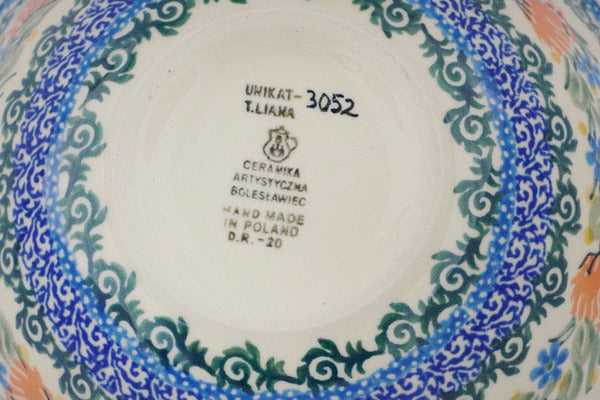 UNIKAT-3052
T.LIANA
CERAMIKA
ARTYSTYCZNA
BOLESŁAWIEC
HAND MADE
IN POLAND
D.R.-20